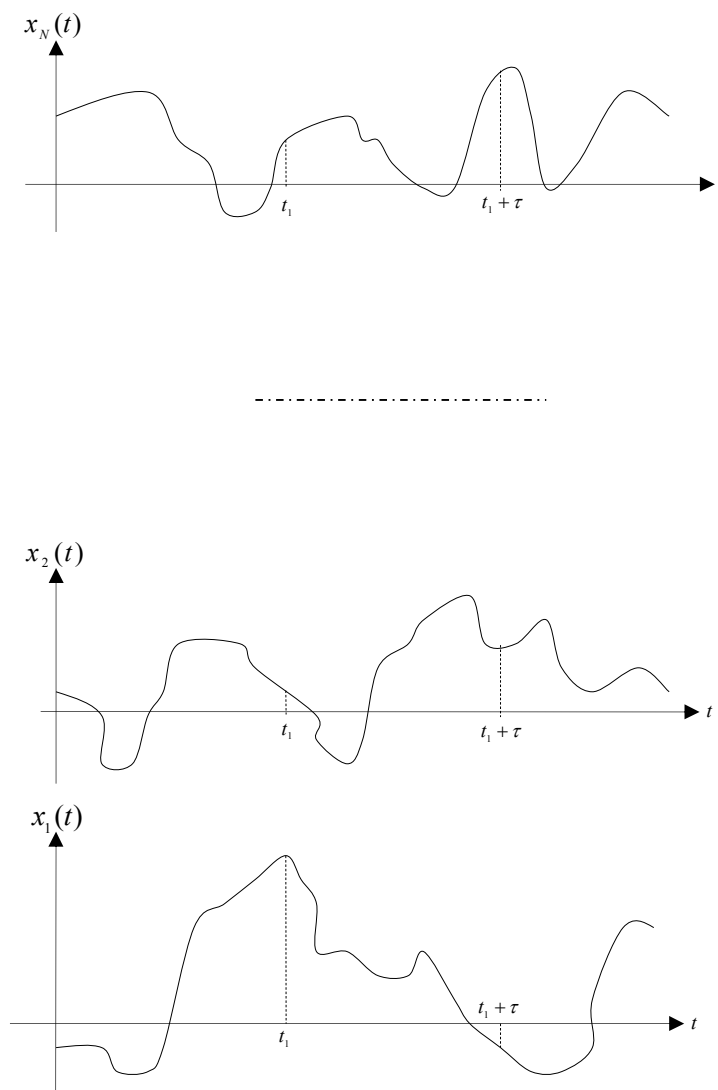 x_N(t)
t_1
t_1 + τ
x_2(t)
t
t_1
t_1 + τ
x_1(t)
t_1 + τ
t
t_1